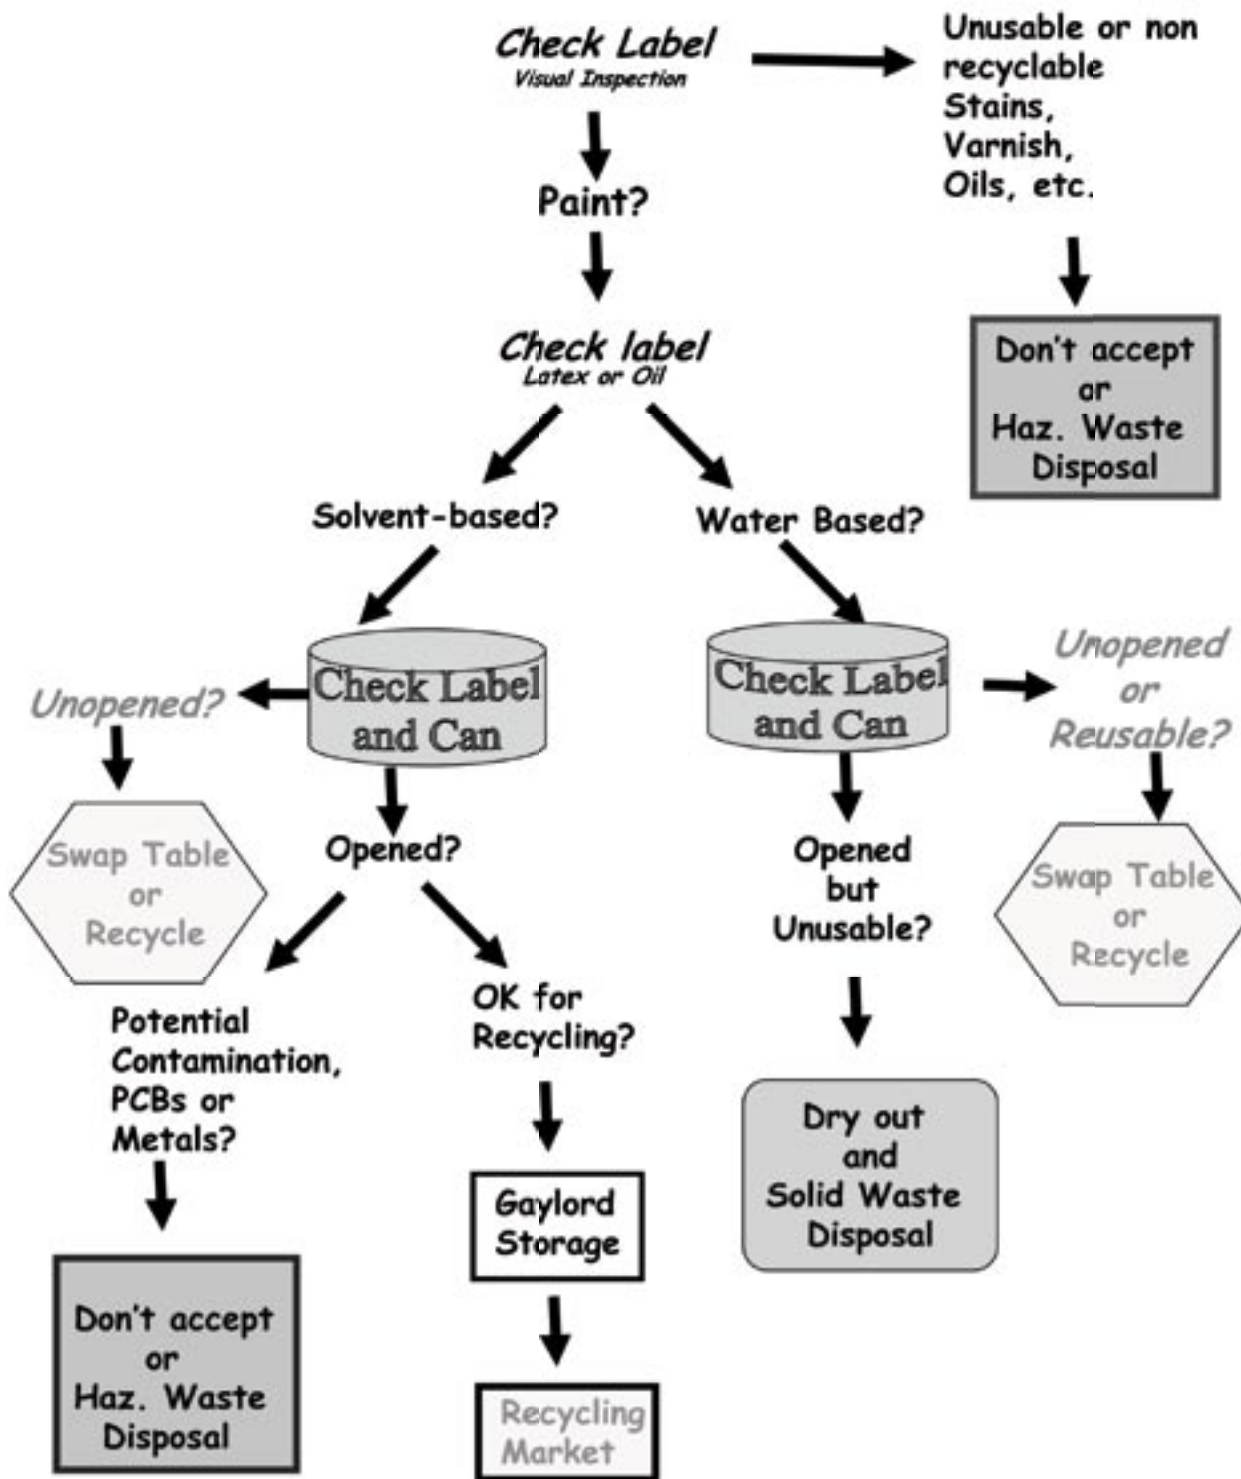 Check Label
Visual Inspection
Unusable or non
recyclable
Stains,
Varnish,
Oils, etc.
Paint?
Don't accept
or
Haz. Waste
Disposal
Check label
Latex or Oil
Solvent-based?
Water Based?
Unopened?
Check Label
and Can
Check Label
and Can
Unopened
or
Reusable?
Swap Table
or
Recycle
Opened?
Opened
but
Unusable?
Swap Table
or
Recycle
Potential
Contamination,
PCBs or
Metals?
OK for
Recycling?
Dry out
and
Solid Waste
Disposal
Gaylord
Storage
Don't accept
or
Haz. Waste
Disposal
Recycling
Market